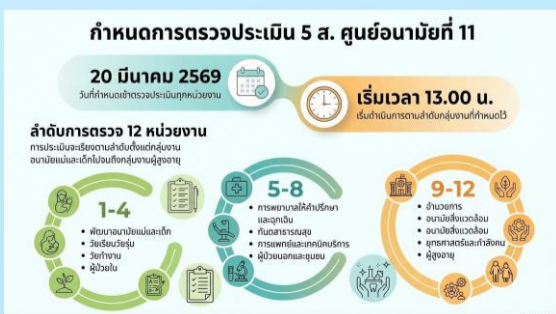 กำหนดการตรวจประเมิน 5 ส. ศูนย์อนามัยที่ 11
20 มีนาคม 2569
วันที่กำหนดเข้าตรวจประเมินทุกหน่วยงาน
เริ่มเวลา 13.00 น.
เริ่มดำเนินการตามลำดับกลุ่มงานที่กำหนดไว้
ลำดับการตรวจ 12 หน่วยงาน
การประเมินจะเรียงตามลำดับตั้งแต่กลุ่มงาน
อนามัยแม่และเด็กไปจนถึงกลุ่มงานผู้สูงอายุ
1-4
• พัฒนาอนามัยแม่และเด็ก
• วัยเรียนวัยรุ่น
• วัยทำงาน
• ผู้ป่วยใน
5-8
• การพยาบาลให้คำปรึกษา
และฉุกเฉิน
• ทันตสาธารณสุข
• การแพทย์และเทคนิคบริการ
• ผู้ป่วยนอกและชุมชน
9-12
• อำนวยการ
• อนามัยสิ่งแวดล้อม
• อนามัยสิ่งแวดล้อม
• ยุทธศาสตร์และกำลังคน
• ผู้สูงอายุ